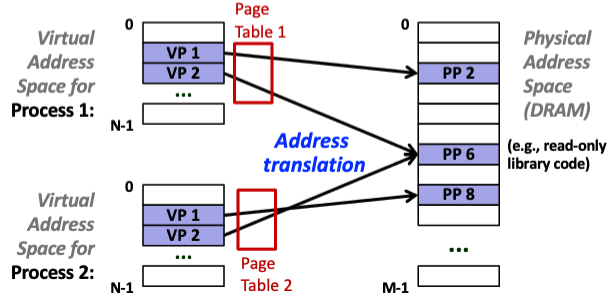 Virtual
Address
Space for
Process 1:
0
VP 1
VP 2
...
N-1
Page
Table 1
Address
translation
0
PP 2
PP 6
PP 8
...
M-1
Physical
Address
Space
(DRAM)
(e.g., read-only
library code)
Virtual
Address
Space for
Process 2:
0
VP 1
VP 2
...
N-1
Page
Table 2